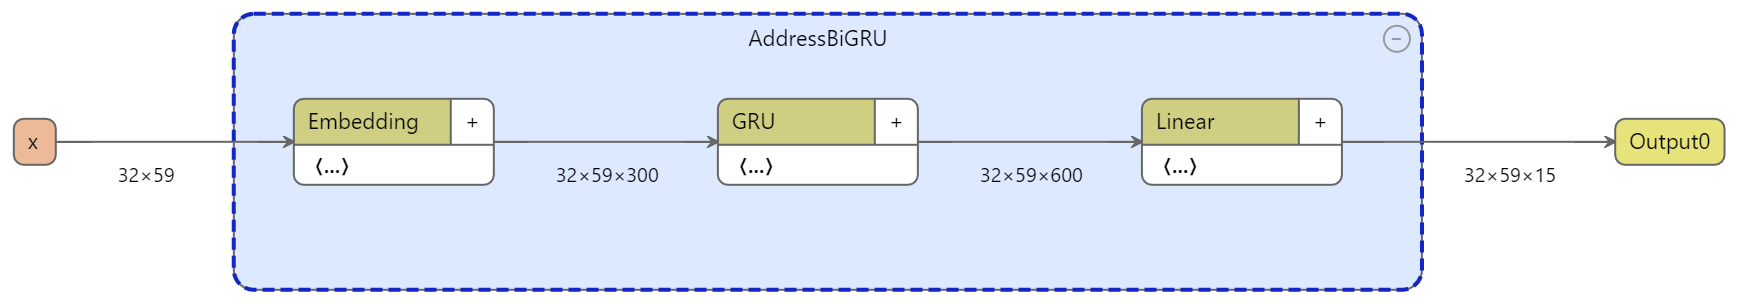 AddressBiGRU
−
x
32×59
Embedding +
⟨...⟩
32×59×300
GRU +
⟨...⟩
32×59×600
Linear +
⟨...⟩
32×59×15
Output0